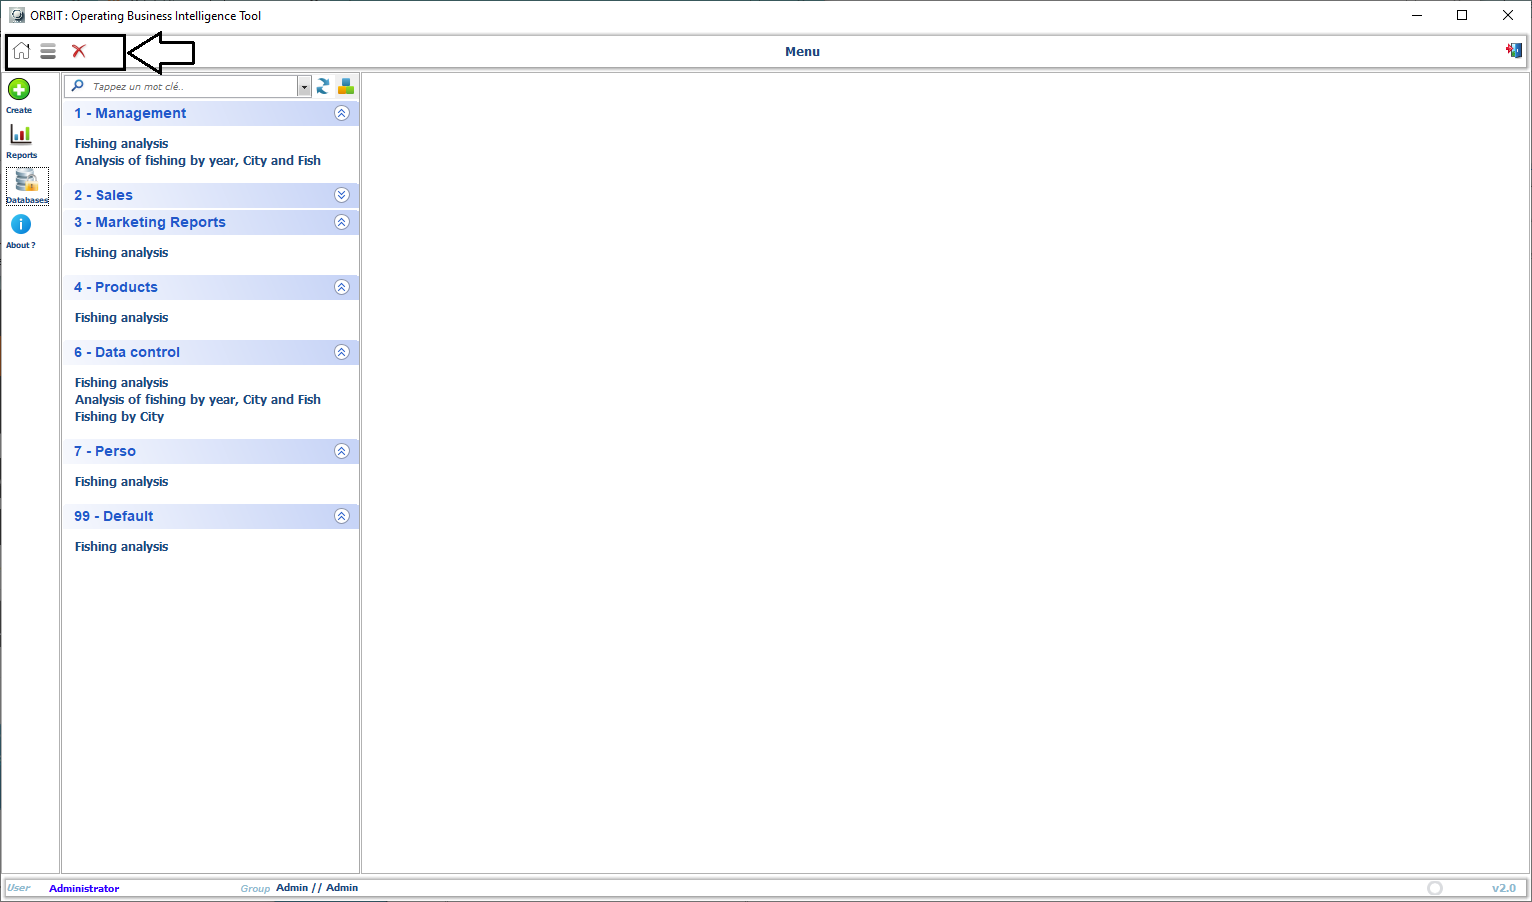 ORBIT : Operating Business Intelligence Tool
Menu
Create
Reports
Databases
About ?
Tappez un mot clé..
1 - Management
Fishing analysis
Analysis of fishing by year, City and Fish
2 - Sales
3 - Marketing Reports
Fishing analysis
4 - Products
Fishing analysis
6 - Data control
Fishing analysis
Analysis of fishing by year, City and Fish
Fishing by City
7 - Perso
Fishing analysis
99 - Default
Fishing analysis
User Administrator Group Admin // Admin v2.0